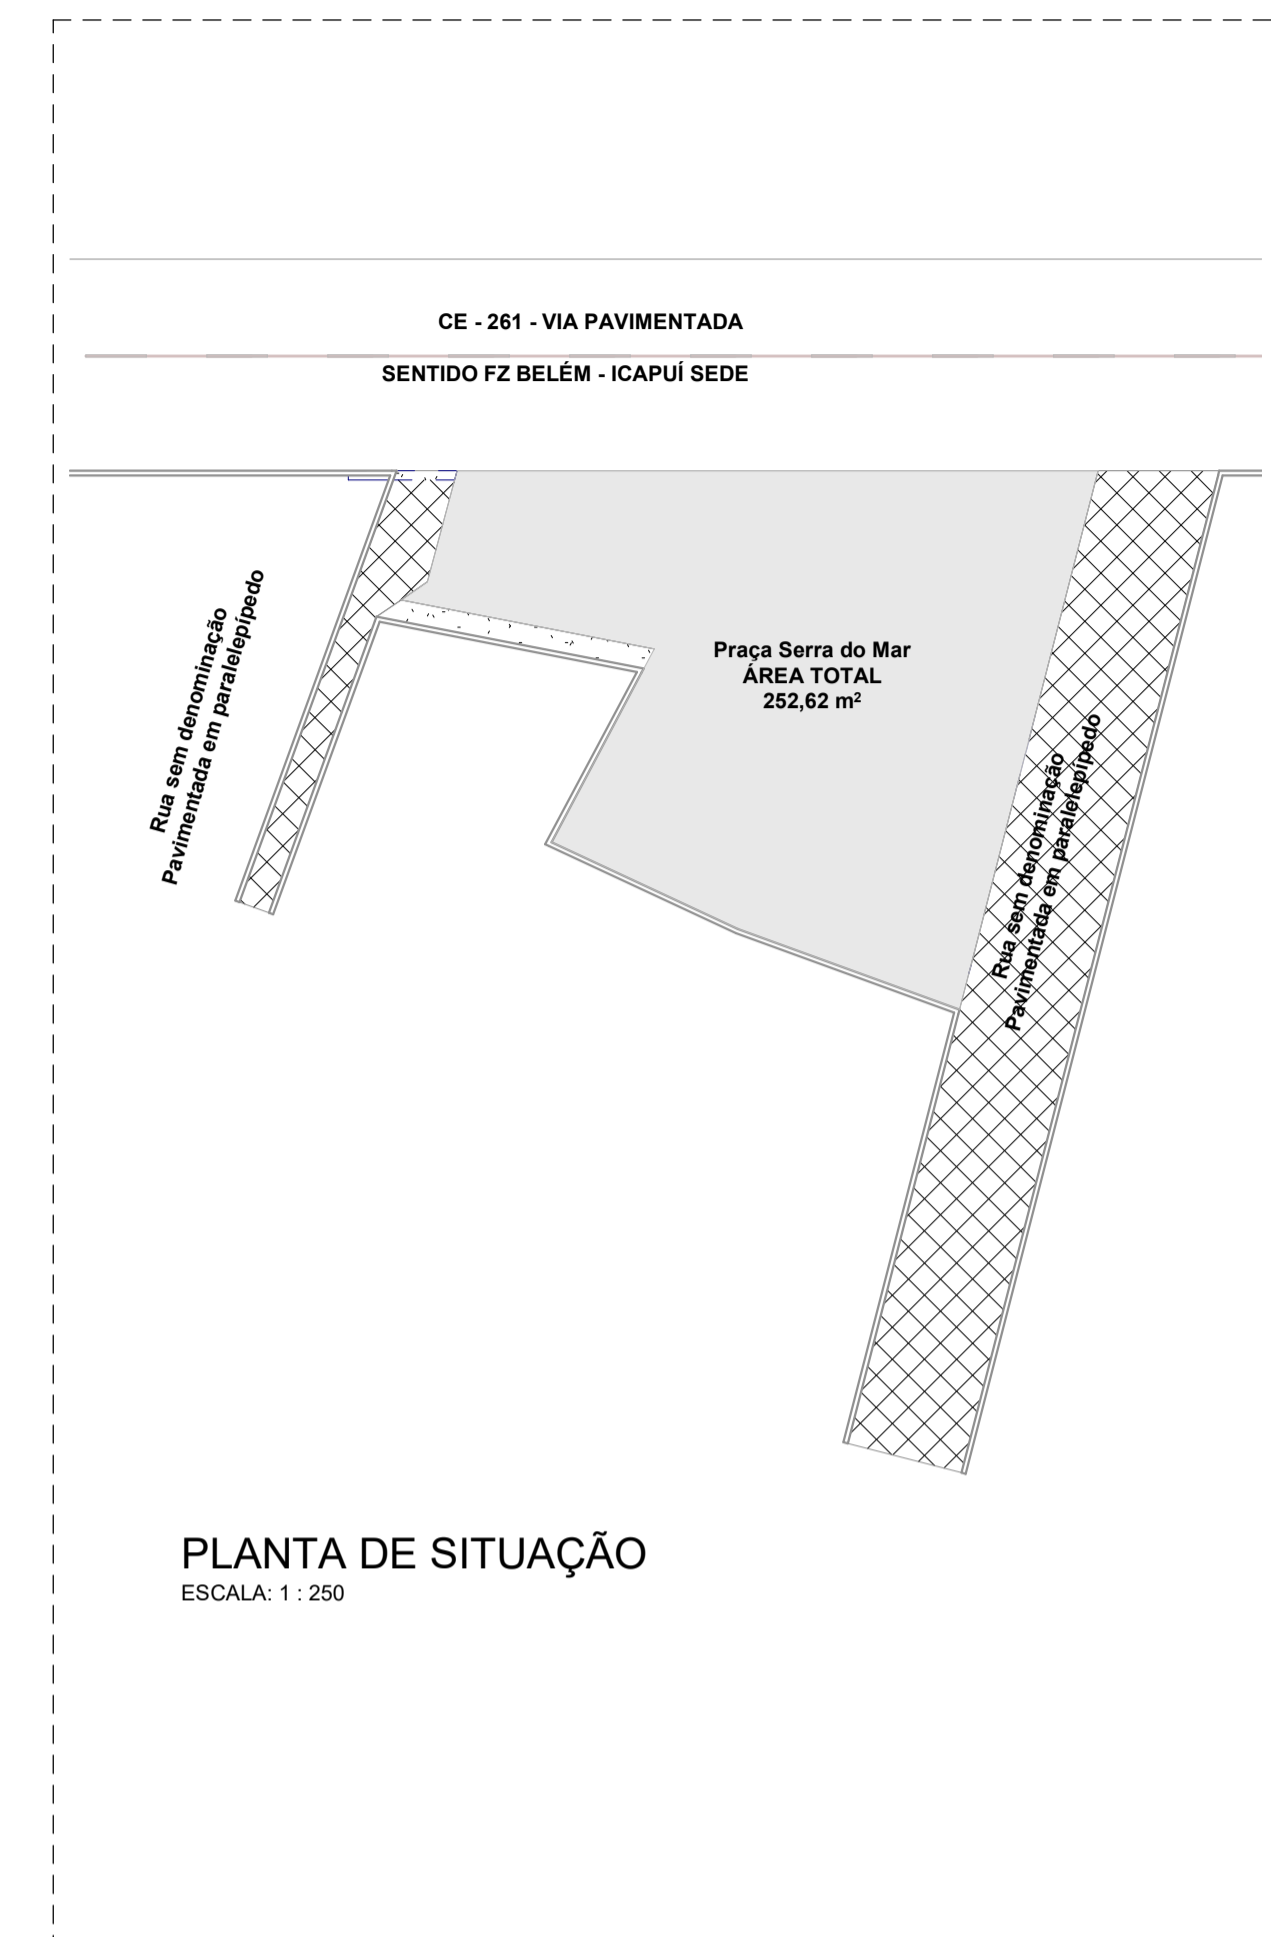 CE - 261 - VIA PAVIMENTADA
SENTIDO FZ BELÉM - ICAPUÍ SEDE
Rua sem denominação
Pavimentada em paralelepípedo
Praça Serra do Mar
ÁREA TOTAL
252,62 m²
Rua sem denominação
Pavimentada em paralelepípedo
PLANTA DE SITUAÇÃO
ESCALA: 1 : 250